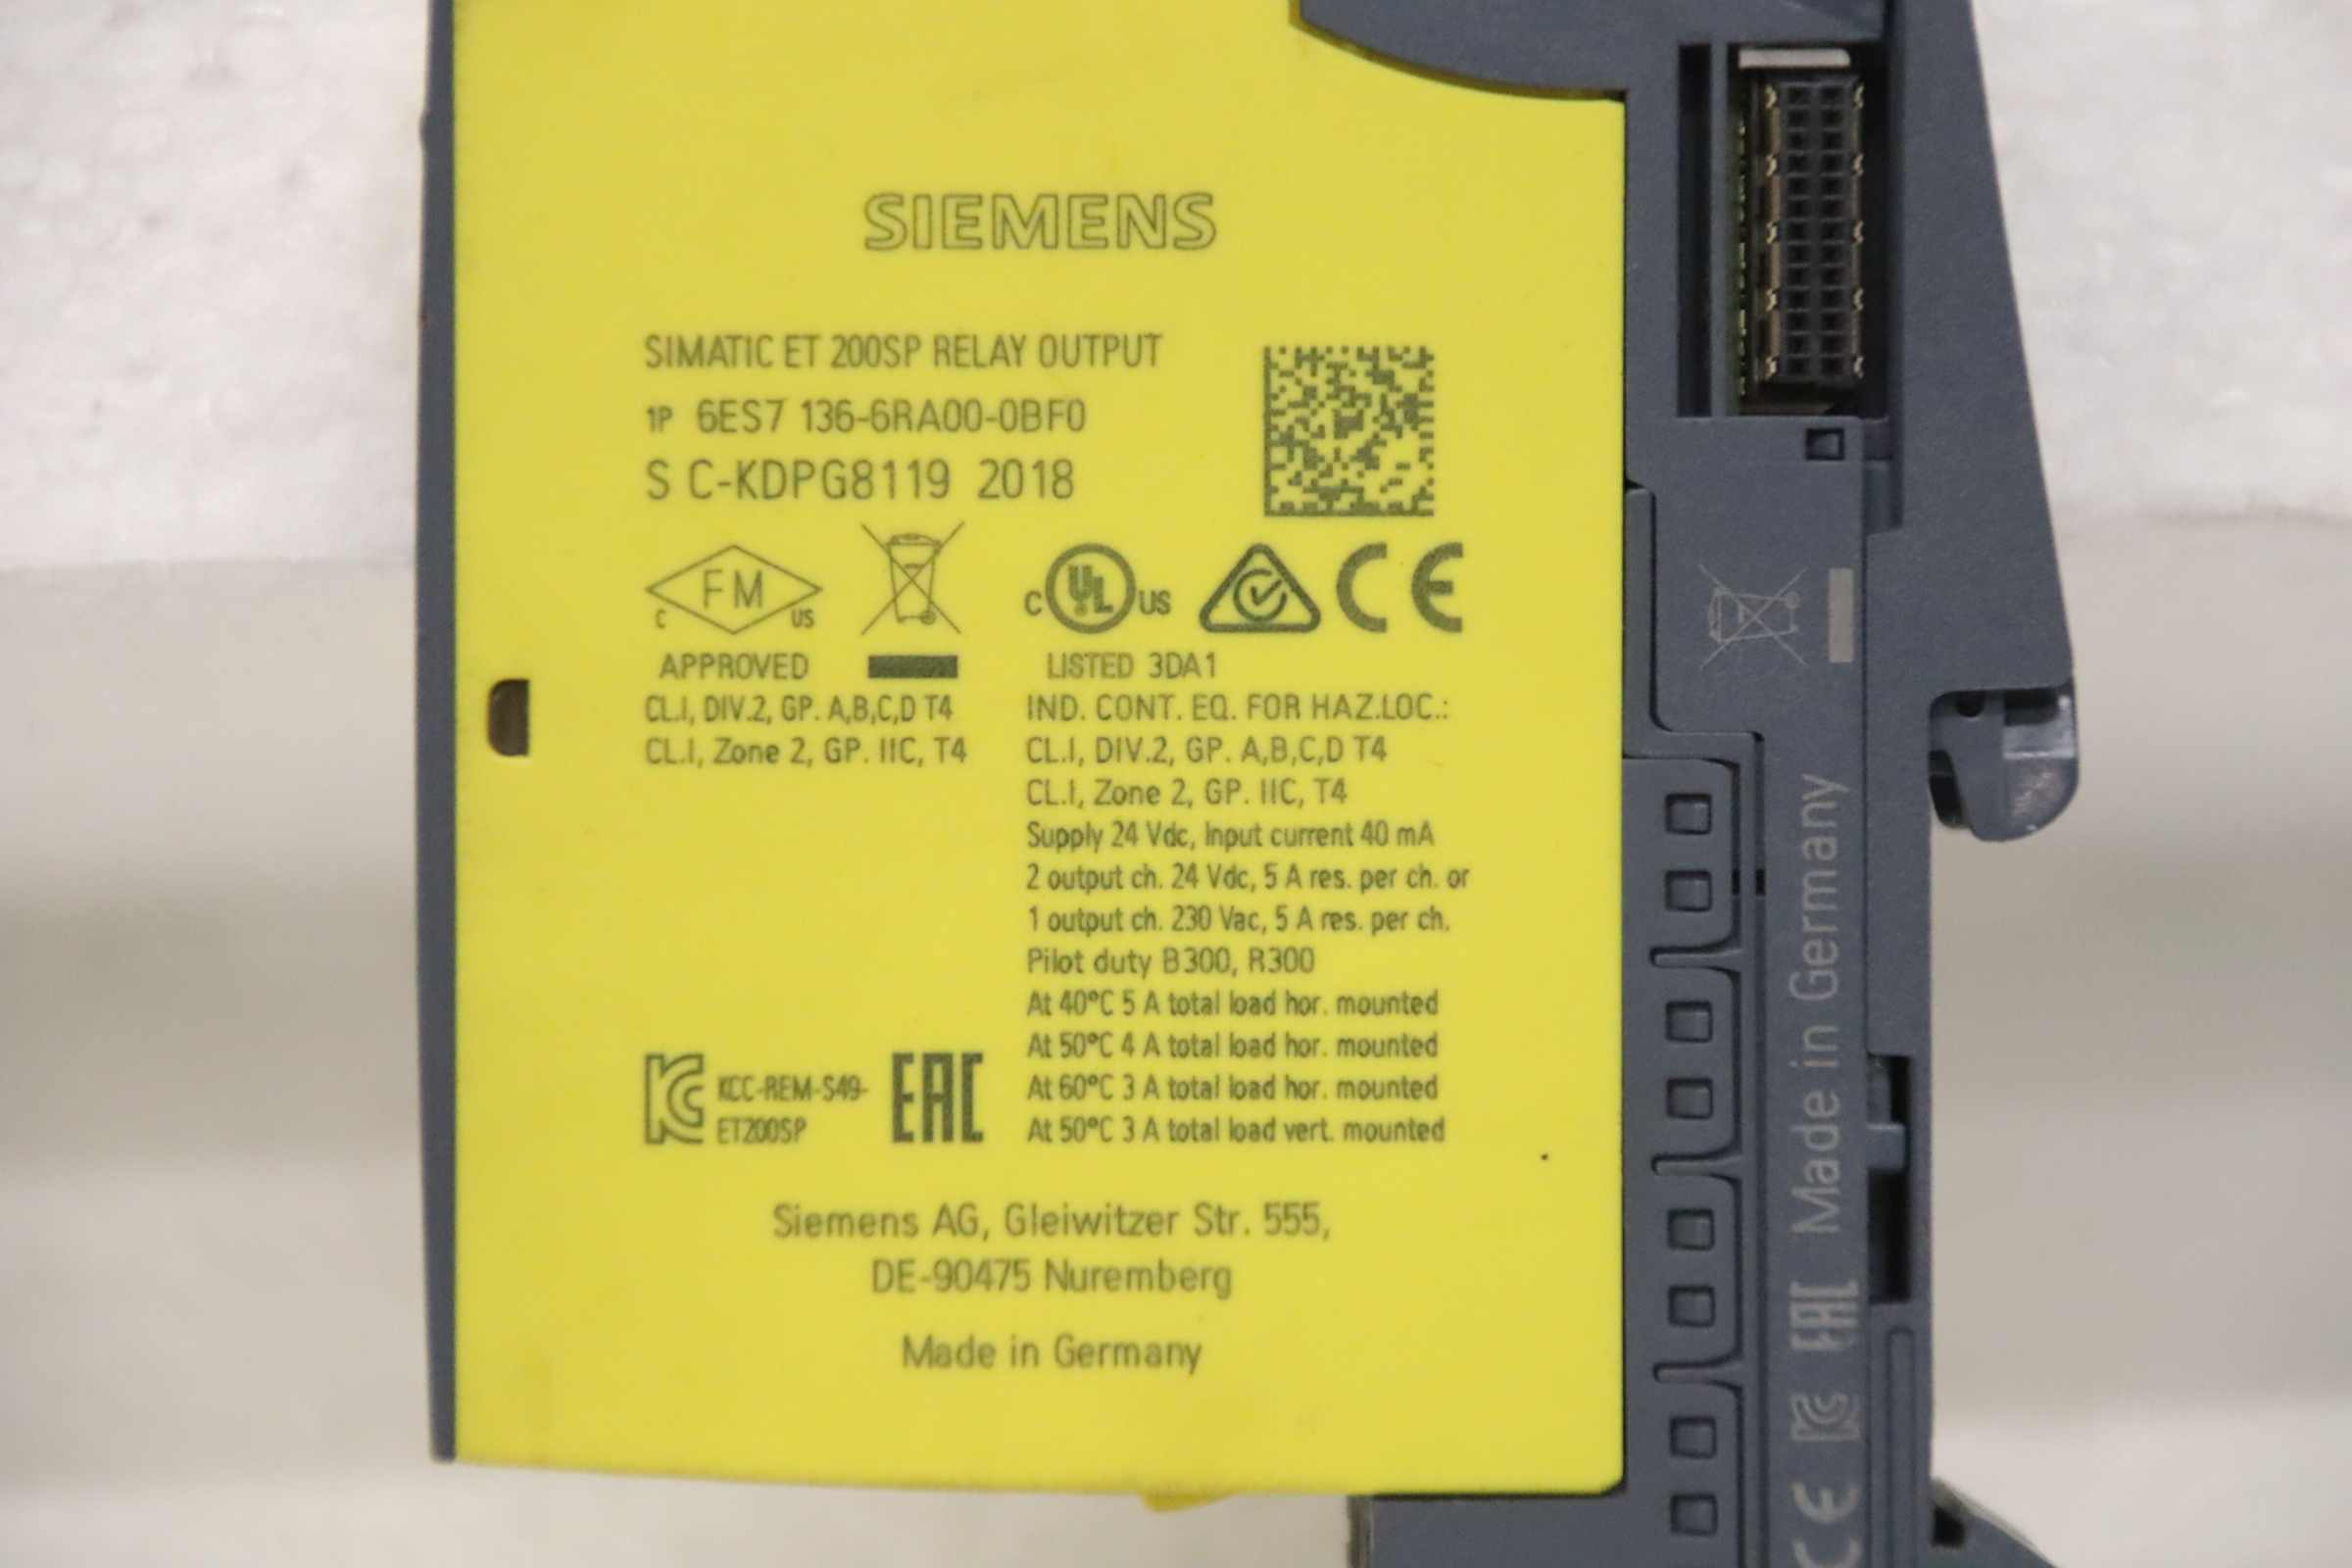 SIEMENS
SIMATIC ET 200SP RELAY OUTPUT
1P 6ES7 136-6RA00-0BF0
S C-KDPG8119 2018
FM
C US
APPROVED
CL.I, DIV.2, GP. A,B,C,D T4
CL.I, Zone 2, GP. IIC, T4
C UL US
CE
LISTED 3DA1
IND. CONT. EQ. FOR HAZ.LOC.:
CL.I, DIV.2, GP. A,B,C,D T4
CL.I, Zone 2, GP. IIC, T4
Supply 24 Vdc, Input current 40 mA
2 output ch. 24 Vdc, 5 A res. per ch. or
1 output ch. 230 Vac, 5 A res. per ch.
Pilot duty B300, R300
At 40°C 5 A total load hor. mounted
At 50°C 4 A total load hor. mounted
At 60°C 3 A total load hor. mounted
At 50°C 3 A total load vert. mounted
KCC-REM-S49-
ET200SP
EAC
Siemens AG, Gleiwitzer Str. 555,
DE-90475 Nuremberg
Made in Germany
CE KC EAC Made in Germany